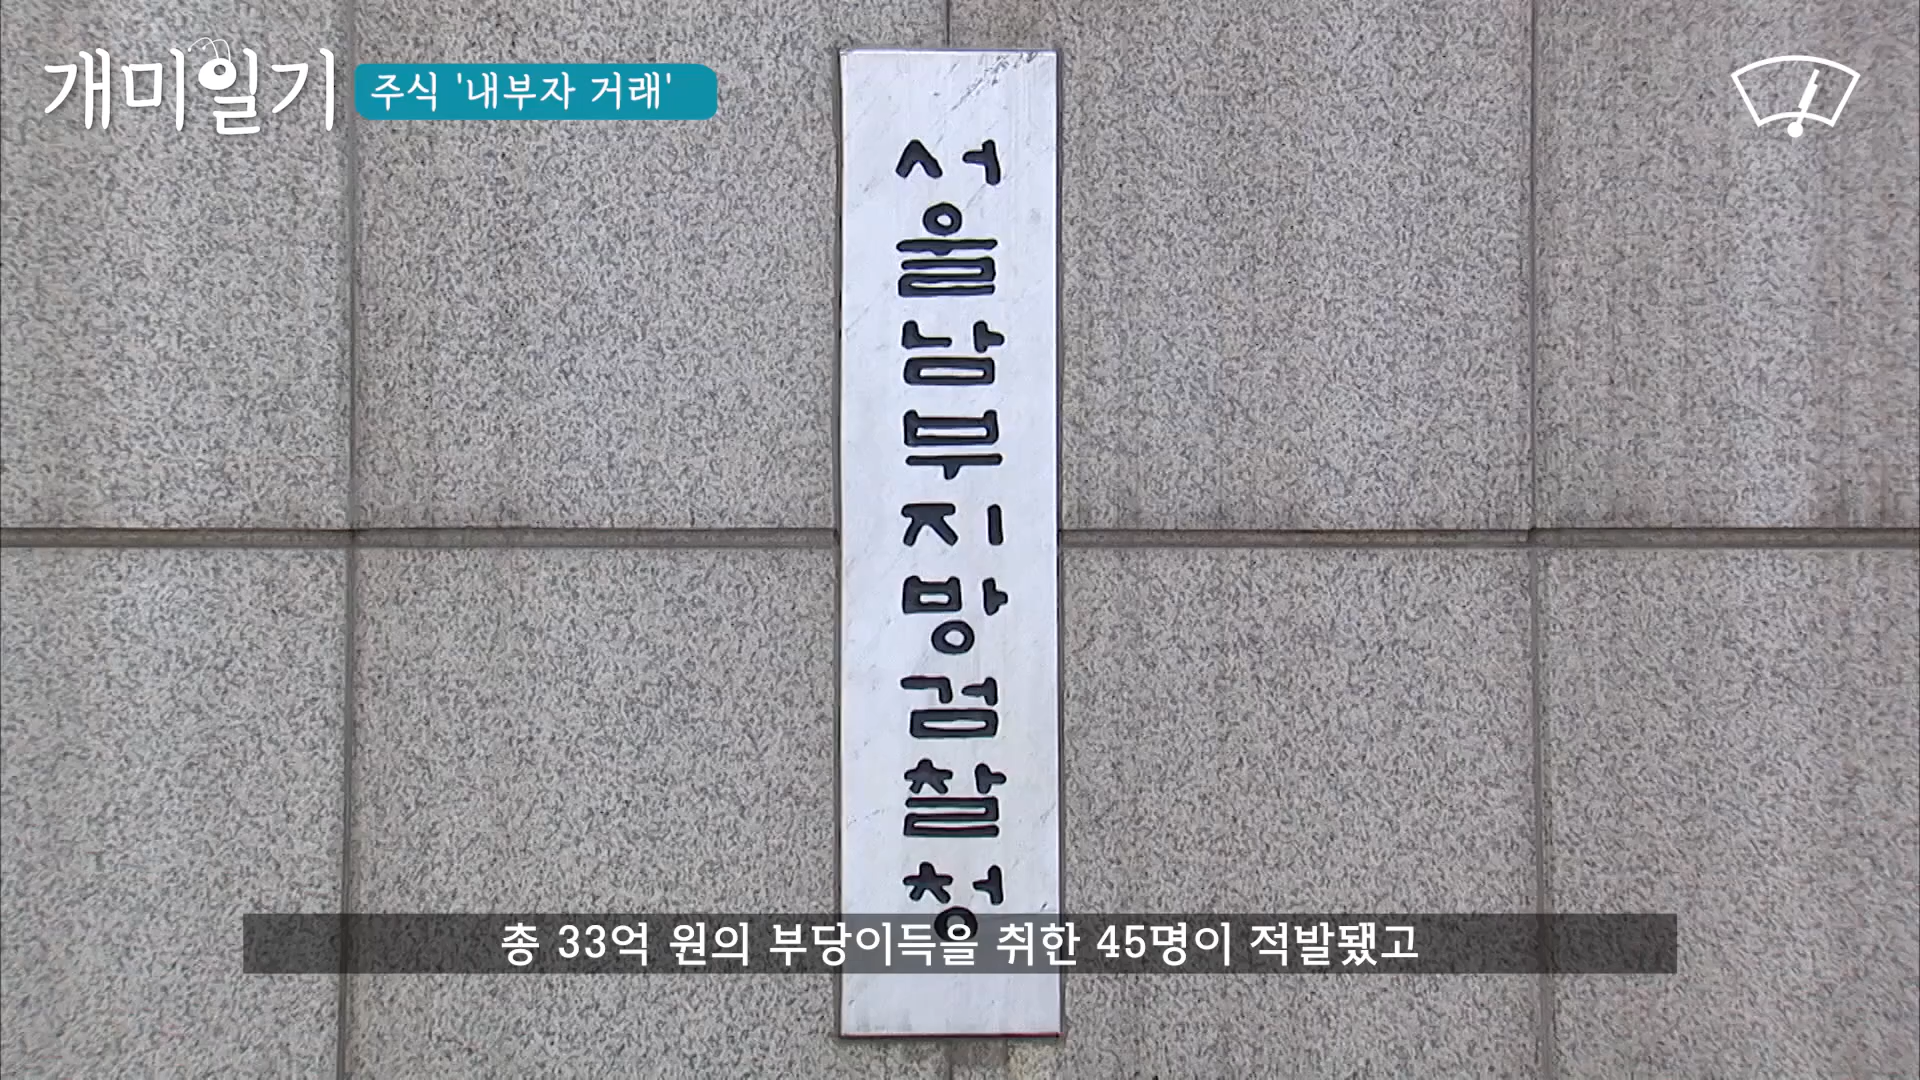 개미일기
주식 '내부자 거래'
서울남부지방검찰청
총 33억 원의 부당이득을 취한 45명이 적발됐고